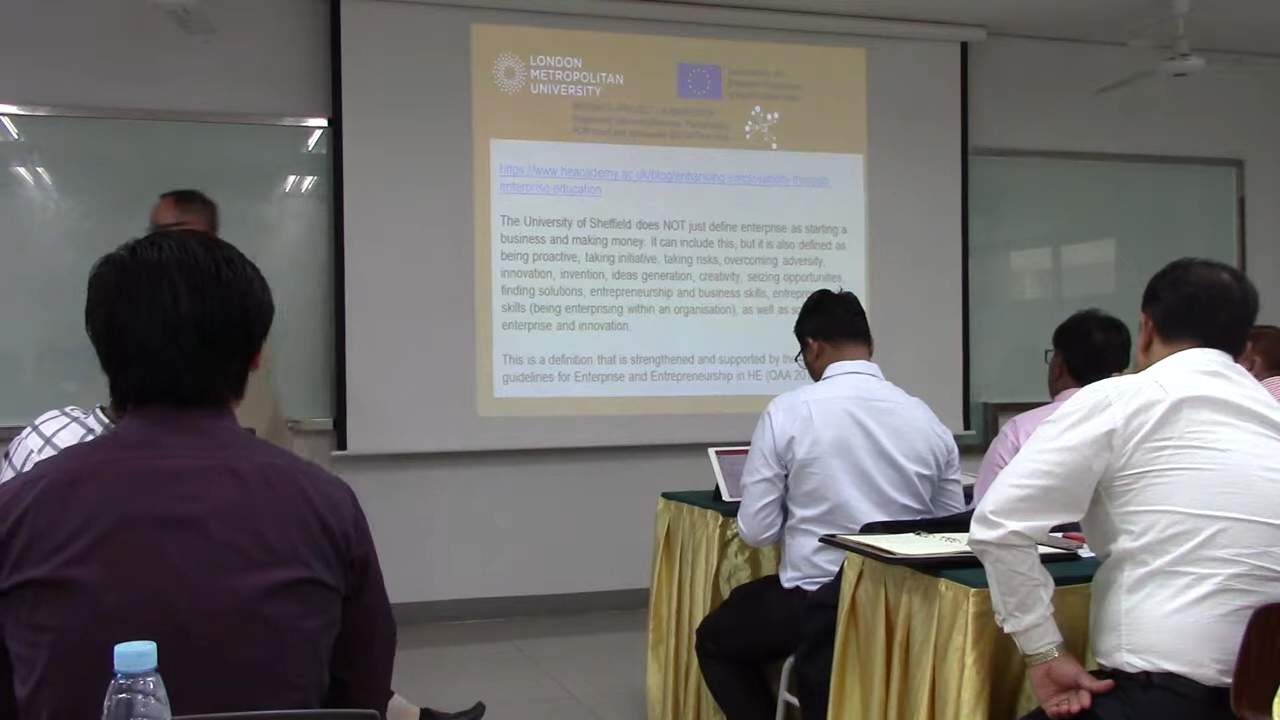 LONDON
METROPOLITAN
UNIVERSITY
https://www.heacademy.ac.uk/blog/enhancing-employability-through-
enterprise-education
The University of Sheffield does NOT just define enterprise as starting a
business and making money. It can include this, but it is also defined as
being proactive, taking initiative. taking risks, overcoming adversity,
innovation, invention, ideas generation, creativity, seizing opportunities,
finding solutions, entrepreneurship and business skills,
skills (being enterprising within an organisation), as well as
enterprise and innovation.
This is a definition that is strengthened and supported by the
guidelines for Enterprise and Entrepreneurship in HE (QAA